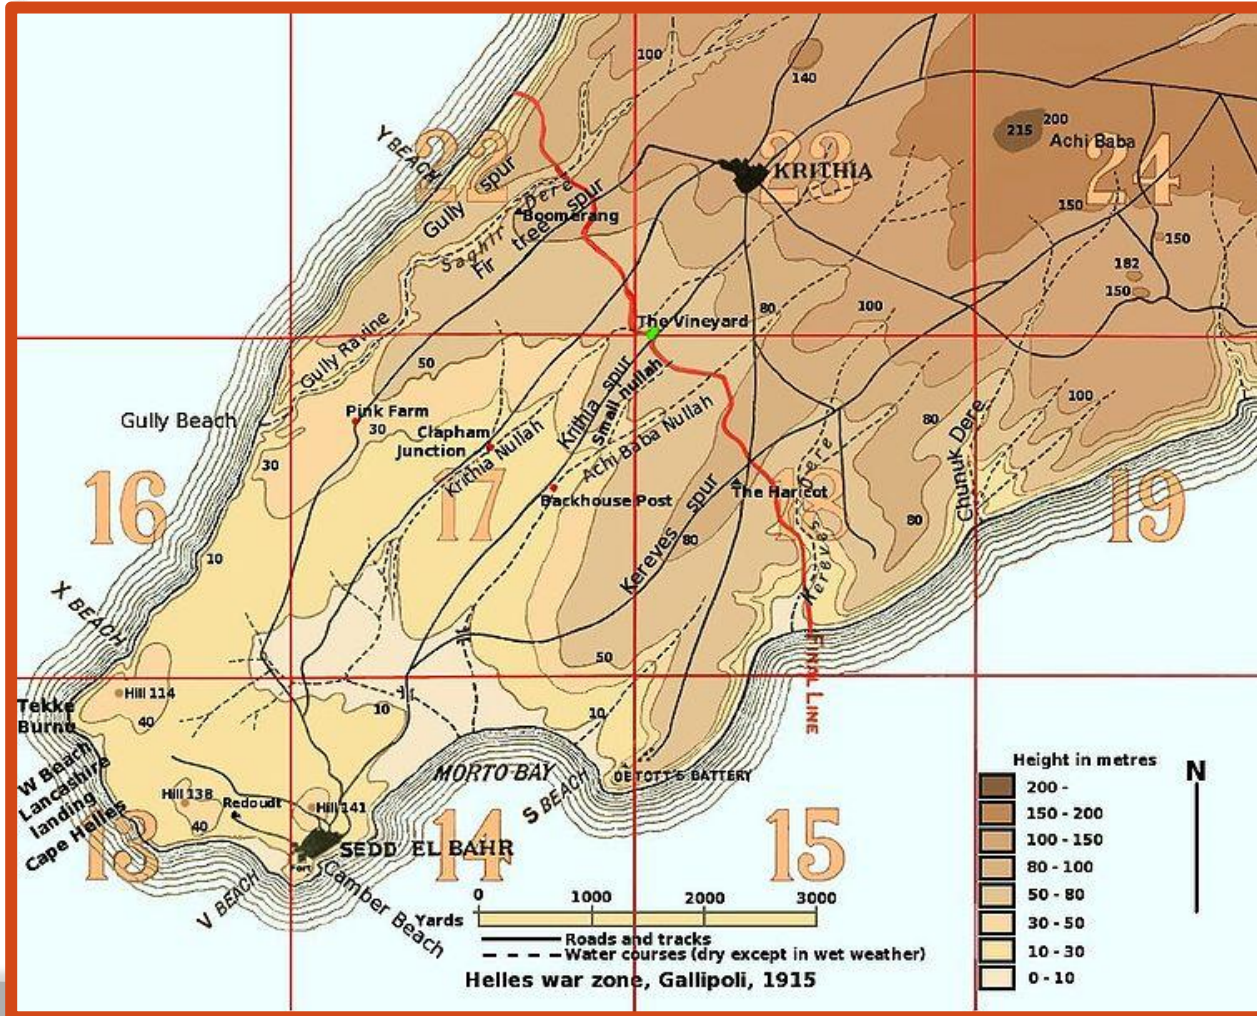 100
140
215
200
Achi Baba
Y BEACH
22
23
24
KRITHIA
Gully spur
Saghir Dere
Boomerang
Fir tree spur
150
150
182
150
The Vineyard
80
100
Gully Ravine
50
Pink Farm
30
Gully Beach
Clapham
Junction
Krithia Nullah
Krithia spur
Small nullah
Achi Baba Nullah
80
100
30
16
17
18
19
Backhouse Post
The Haricot
Chunuk Dere
80
80
Kereves spur
Kereves Dere
10
X BEACH
50
FINAL LINE
Hill 114
40
10
10
Tekke
Burnu
W Beach
Lancashire
landing
Cape Helles
MORTO BAY
S BEACH
DE TOTT'S BATTERY
Hill 138
Redoudt
Hill 141
40
13
14
15
SEDD EL BAHR
Fort
V BEACH
Camber Beach
Height in metres
200 -
150 - 200
100 - 150
80 - 100
50 - 80
30 - 50
10 - 30
0 - 10
N
0 1000 2000 3000
Yards
Roads and tracks
Water courses (dry except in wet weather)
Helles war zone, Gallipoli, 1915